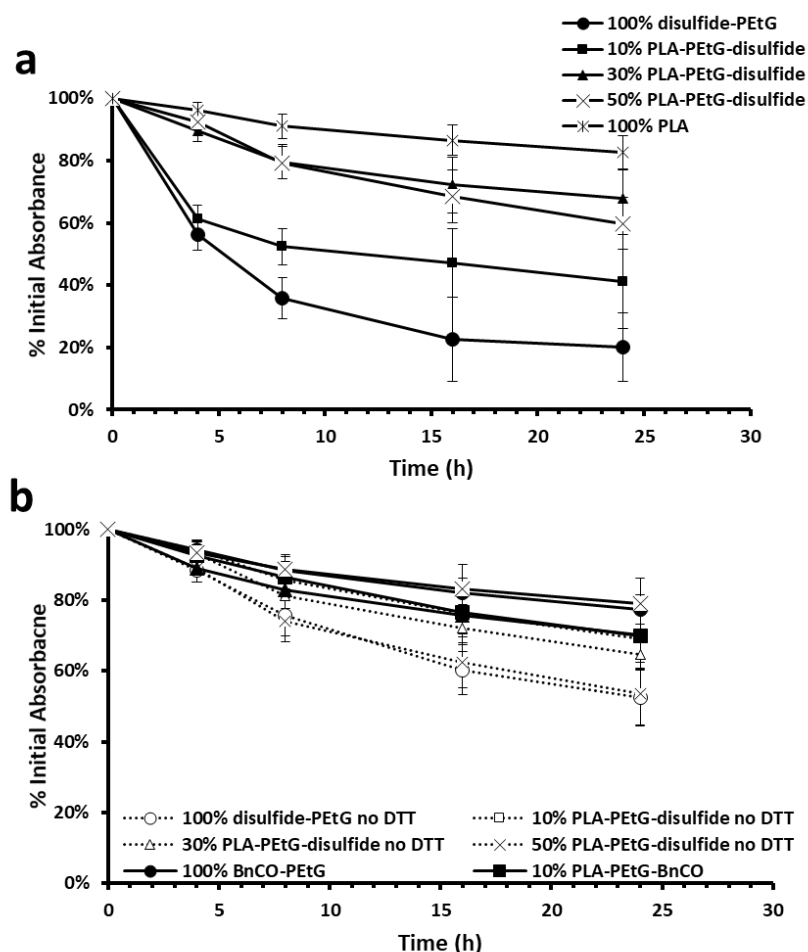 100% disulfide-PEtG
10% PLA-PEtG-disulfide
30% PLA-PEtG-disulfide
50% PLA-PEtG-disulfide
100% PLA
a
100%
80%
60%
40%
20%
0%
% Initial Absorbance
0 5 10 15 20 25 30
Time (h)
b
100%
80%
60%
40%
20%
0%
% Initial Absorbacne
100% disulfide-PEtG no DTT 10% PLA-PEtG-disulfide no DTT
30% PLA-PEtG-disulfide no DTT 50% PLA-PEtG-disulfide no DTT
100% BnCO-PEtG 10% PLA-PEtG-BnCO
0 5 10 15 20 25 30
Time (h)